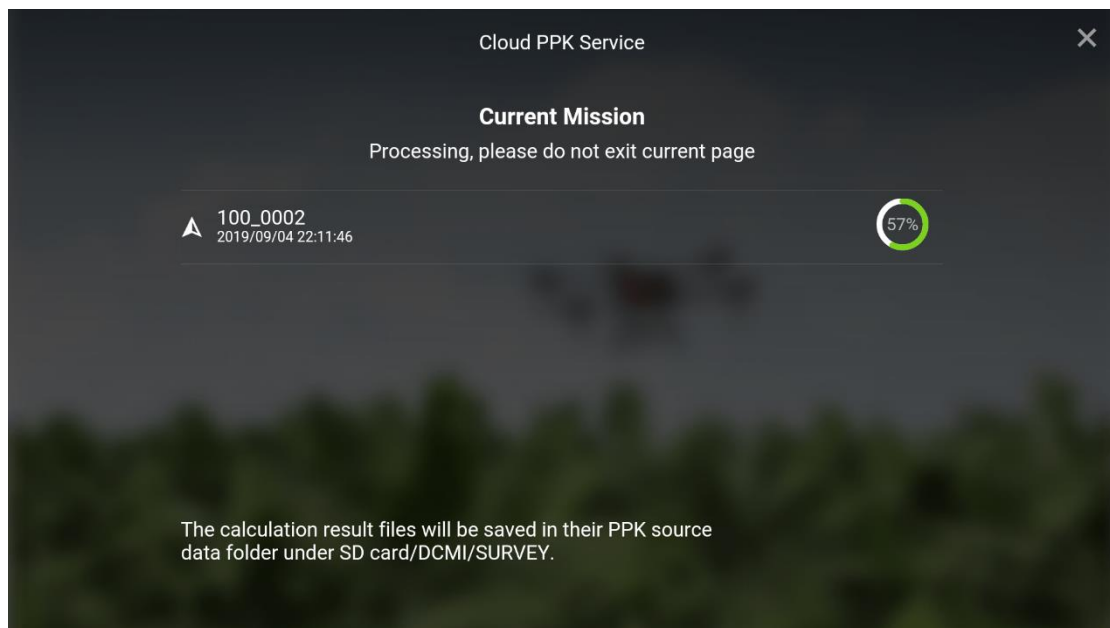 Cloud PPK Service
Current Mission
Processing, please do not exit current page
100_0002
2019/09/04 22:11:46
57%
The calculation result files will be saved in their PPK source
data folder under SD card/DCMI/SURVEY.